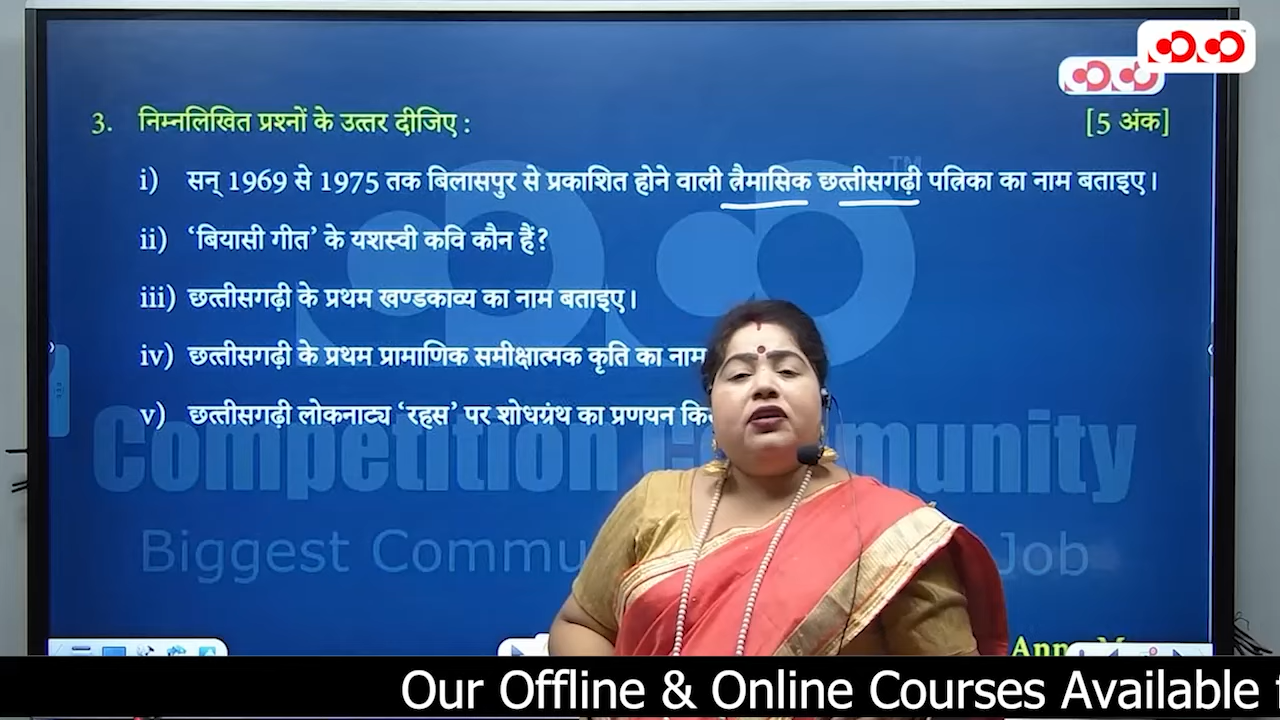 3. निम्नलिखित प्रश्नों के उत्तर दीजिए : [5 अंक]
i) सन् 1969 से 1975 तक बिलासपुर से प्रकाशित होने वाली त्रैमासिक छत्तीसगढ़ी पत्रिका का नाम बताइए।
ii) ‘बियासी गीत’ के यशस्वी कवि कौन हैं?
iii) छत्तीसगढ़ी के प्रथम खण्डकाव्य का नाम बताइए।
iv) छत्तीसगढ़ी के प्रथम प्रामाणिक समीक्षात्मक कृति का नाम
v) छत्तीसगढ़ी लोकनाट्य ‘रहस’ पर शोधग्रंथ का प्रणयन
Competition Community
Biggest Job
Our Offline & Online Courses Available